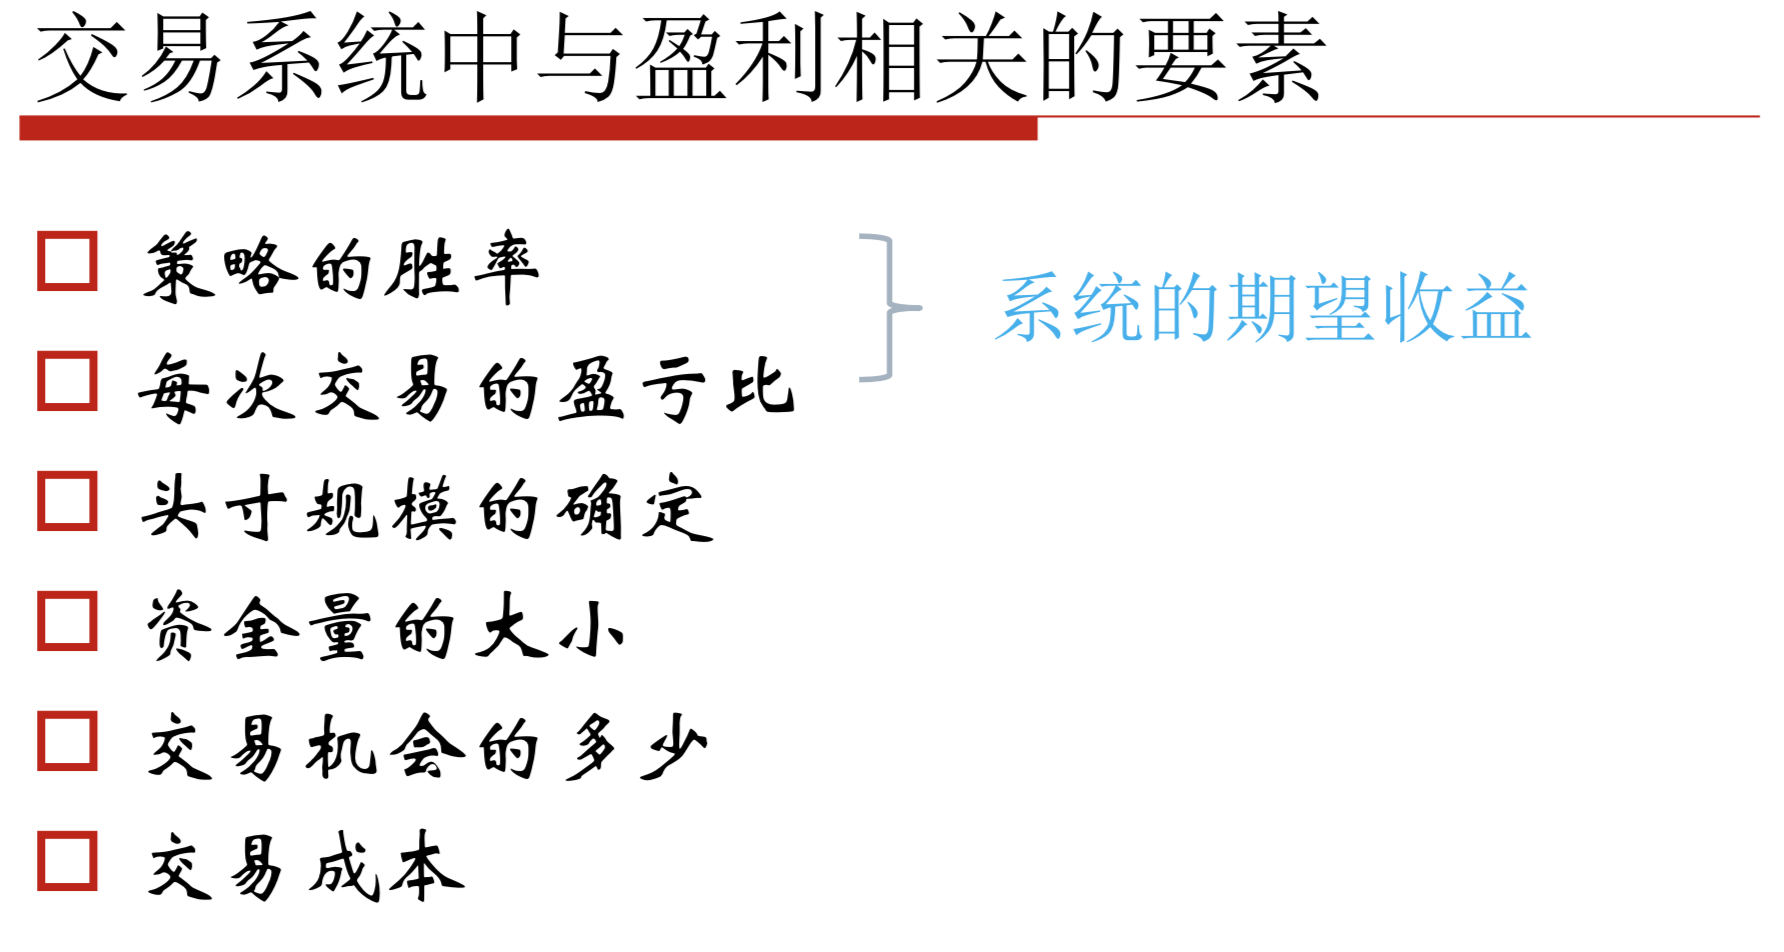 交易系统中与盈利相关的要素
策略的胜率
每次交易的盈亏比
系统的期望收益
头寸规模的确定
资金量的大小
交易机会的多少
交易成本